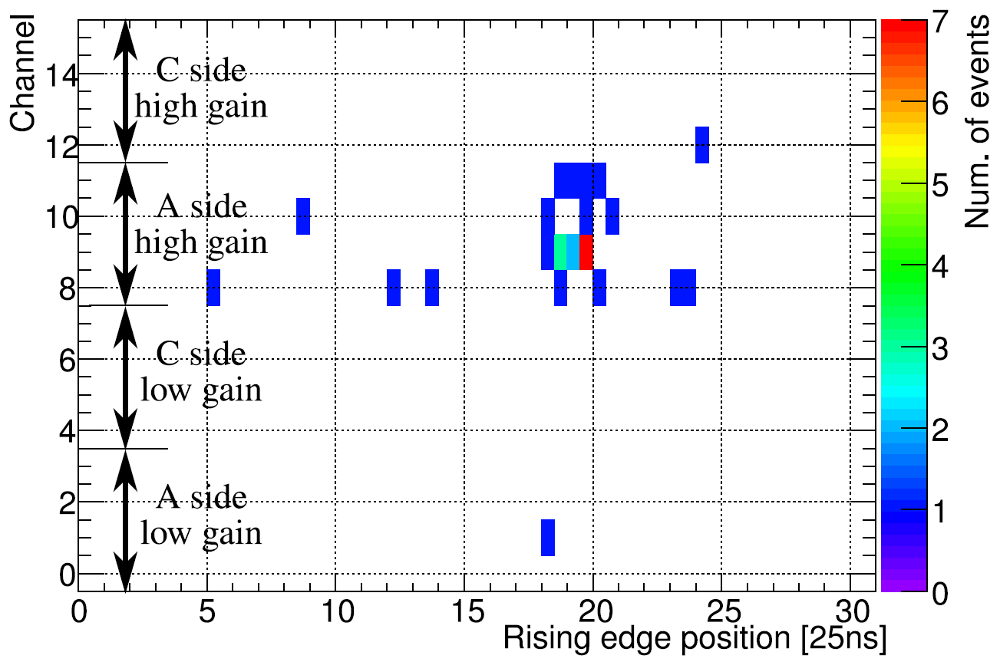 Channel
14
12
10
8
6
4
2
0
C side
high gain
A side
high gain
C side
low gain
A side
low gain
0 5 10 15 20 25 30
Rising edge position [25ns]
7
6
5
4
3
2
1
0
Num. of events